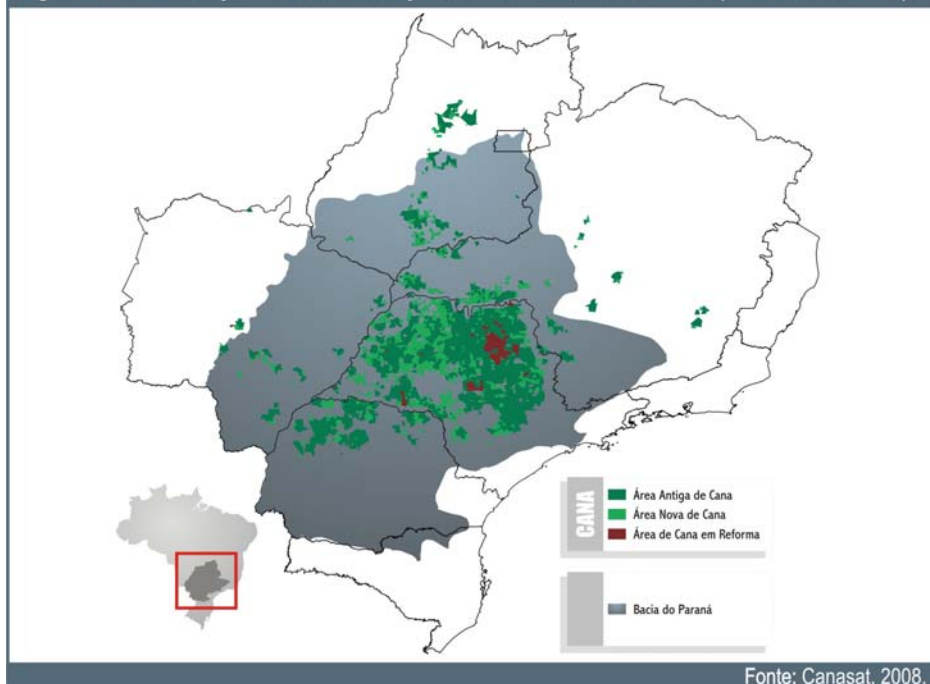 CANA
Área Antiga de Cana
Área Nova de Cana
Área de Cana em Reforma
Bacia do Paraná
Fonte: Canasat, 2008.